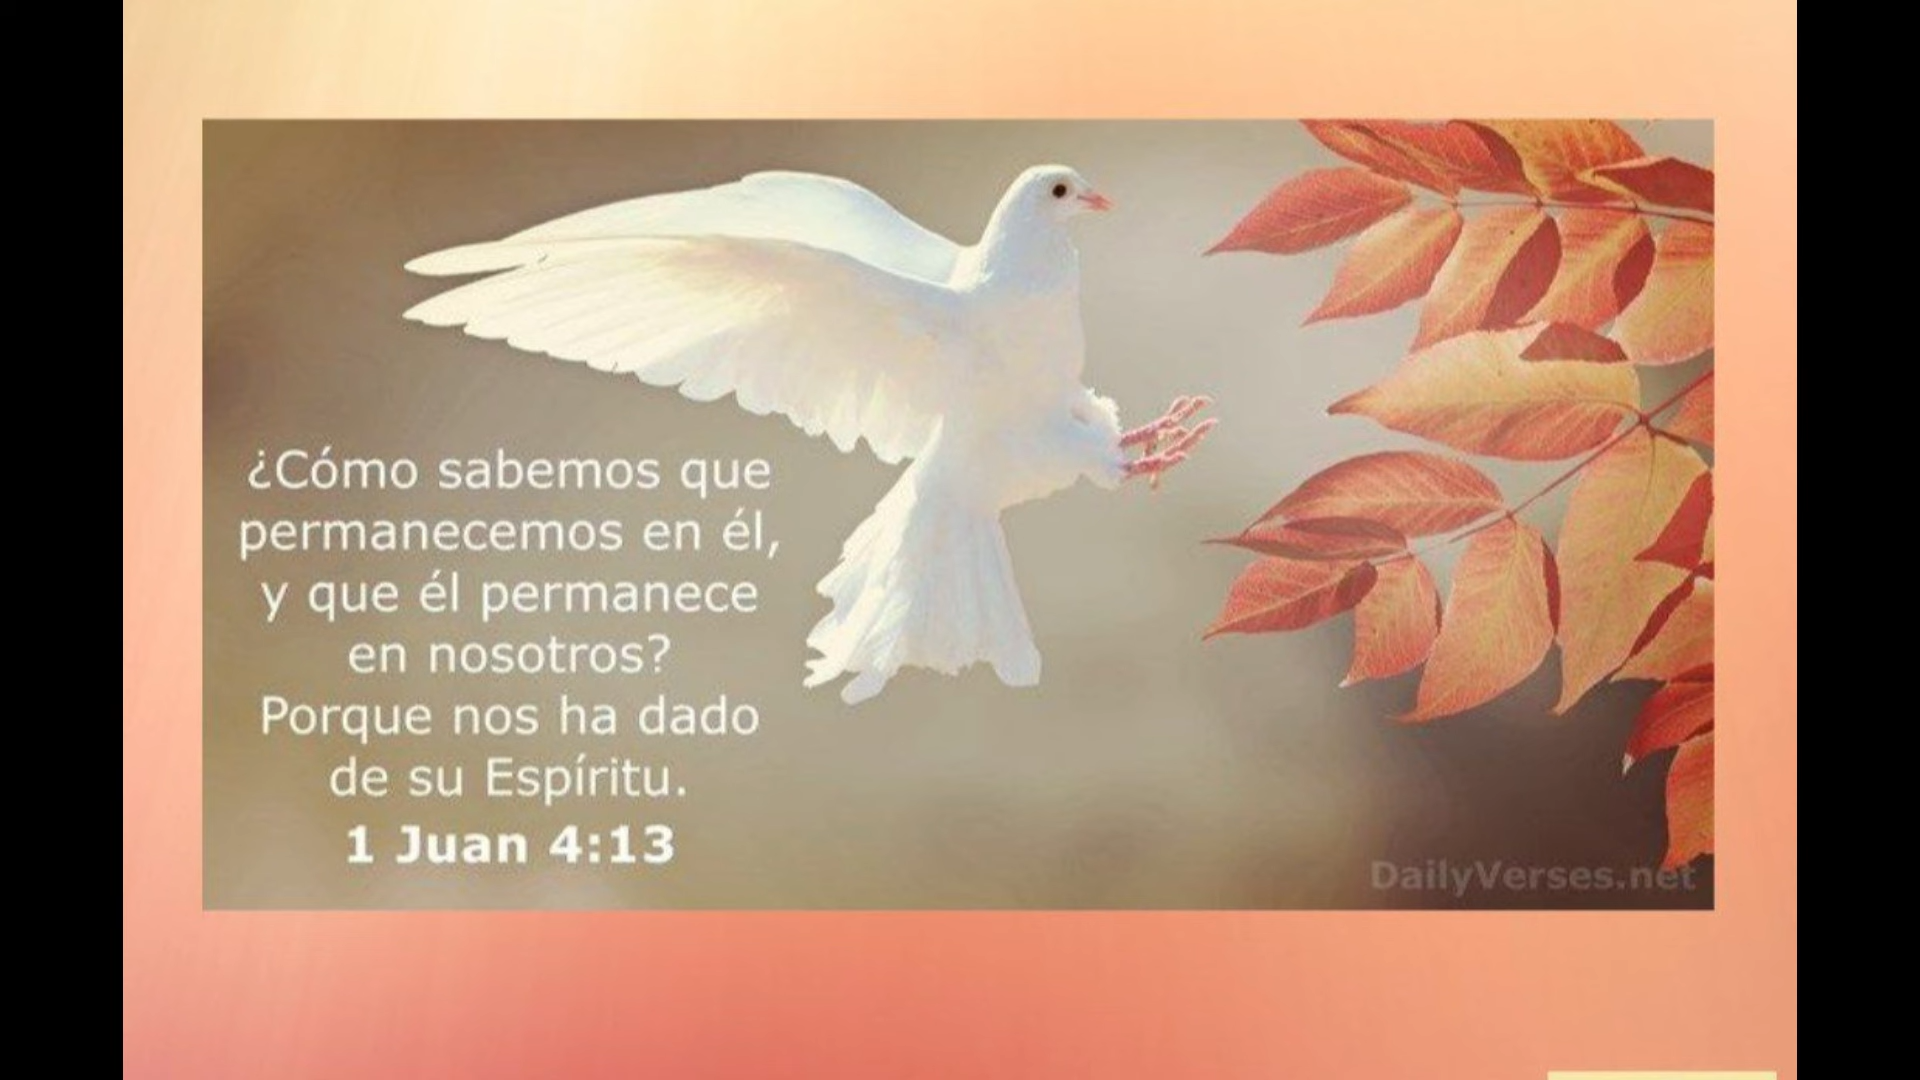 ¿Cómo sabemos que
permanecemos en él,
y que él permanece
en nosotros?
Porque nos ha dado
de su Espíritu.
1 Juan 4:13
DailyVerses.net